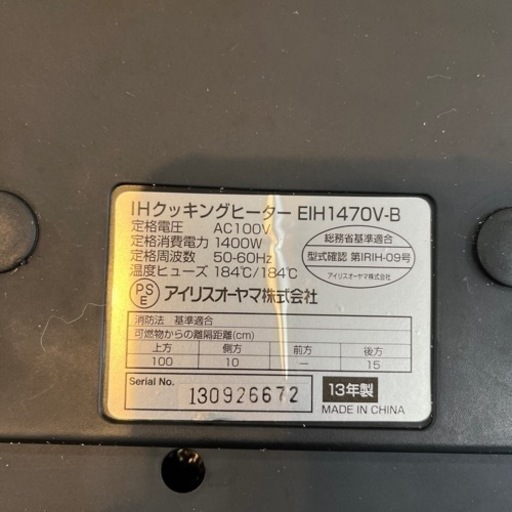 IHクッキングヒーター EIH1470V-B
定格電圧 AC100V
定格消費電力 1400W
定格周波数 50-60Hz
温度ヒューズ 184℃/184℃
総務省基準適合
型式確認 第IRIH-09号
アイリスオーヤマ株式会社
PSE アイリスオーヤマ株式会社
消防法 基準適合
可燃物からの離隔距離(cm)
上方 側方 前方 後方
100 10 — 15
Serial No. 130926672
13年製
MADE IN CHINA